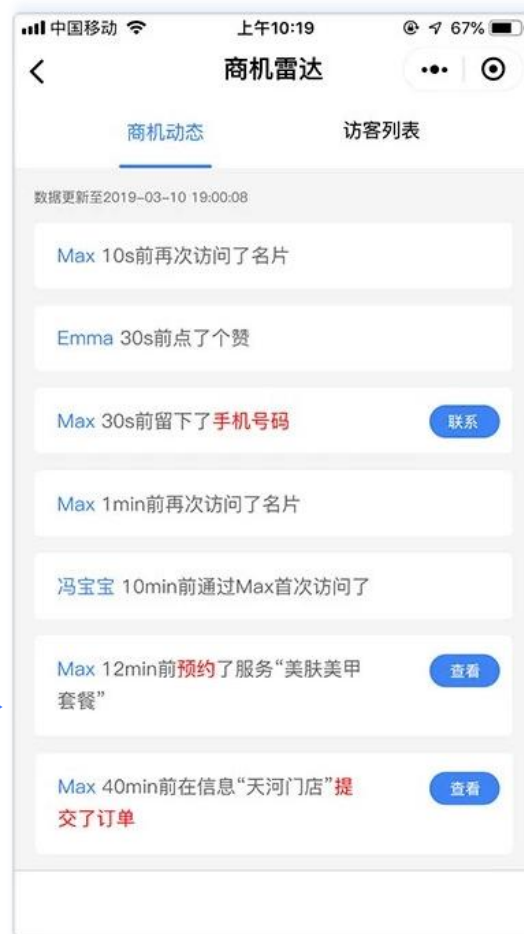 中国移动 上午10:19 67%
商机雷达
商机动态 访客列表
数据更新至2019-03-10 19:00:08
Max 10s前再次访问了名片
Emma 30s前点了个赞
Max 30s前留下了手机号码 联系
Max 1min前再次访问了名片
冯宝宝 10min前通过Max首次访问了
Max 12min前预约了服务“美肤美甲 查看
套餐”
Max 40min前在信息“天河门店”提 查看
交了订单